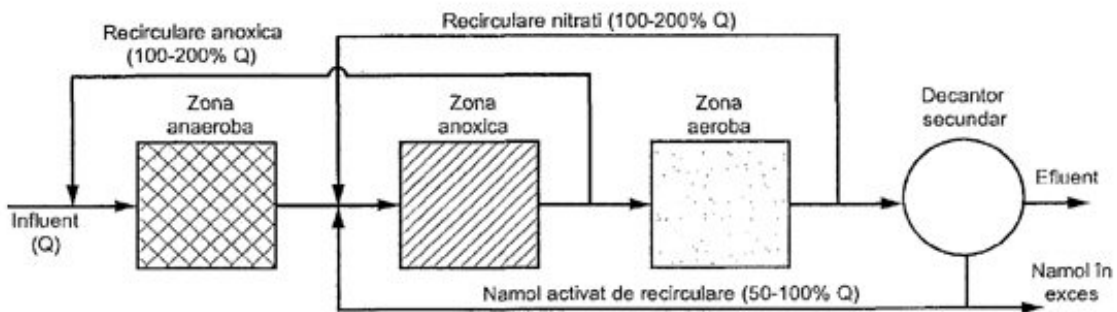 Recirculare nitrati (100-200% Q)
Recirculare anoxica
(100-200% Q)
Zona
anaeroba
Zona
anoxica
Zona
aeroba
Decantor
secundar
Influent
(Q)
Efluent
Namol activat de recirculare (50-100% Q)
Namol în
exces